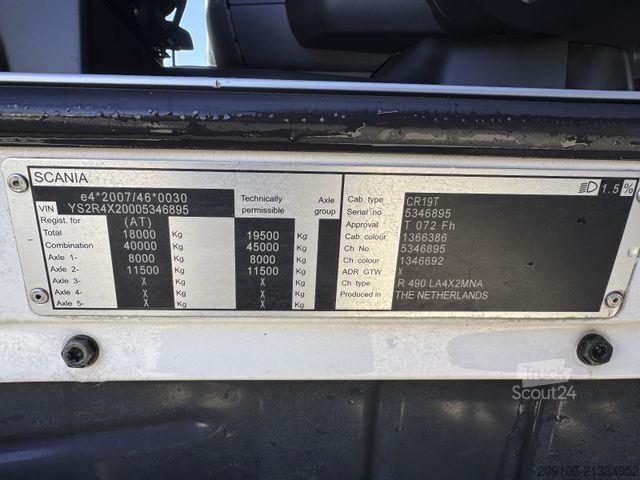 SCANIA
e4*2007/46*0030
VIN YS2R4X20005346895
Technically permissible
Axle group
Regist. for (AT)
Total 18000 Kg 19500 Kg
Combination 40000 Kg 45000 Kg
Axle 1- 8000 Kg 8000 Kg
Axle 2- 11500 Kg 11500 Kg
Axle 3- X Kg X Kg
Axle 4- X Kg X Kg
Axle 5- X Kg X Kg
1.5 %
Cab type CR19T
Serial no 5346895
Approval T 072 Fh
Cab colour 1366386
Ch No 5346895
Ch colour 1346692
ADR GTW X
Ch type R 490 LA4X2MNA
Produced in THE NETHERLANDS
Truck
Scout24
209106-21334952